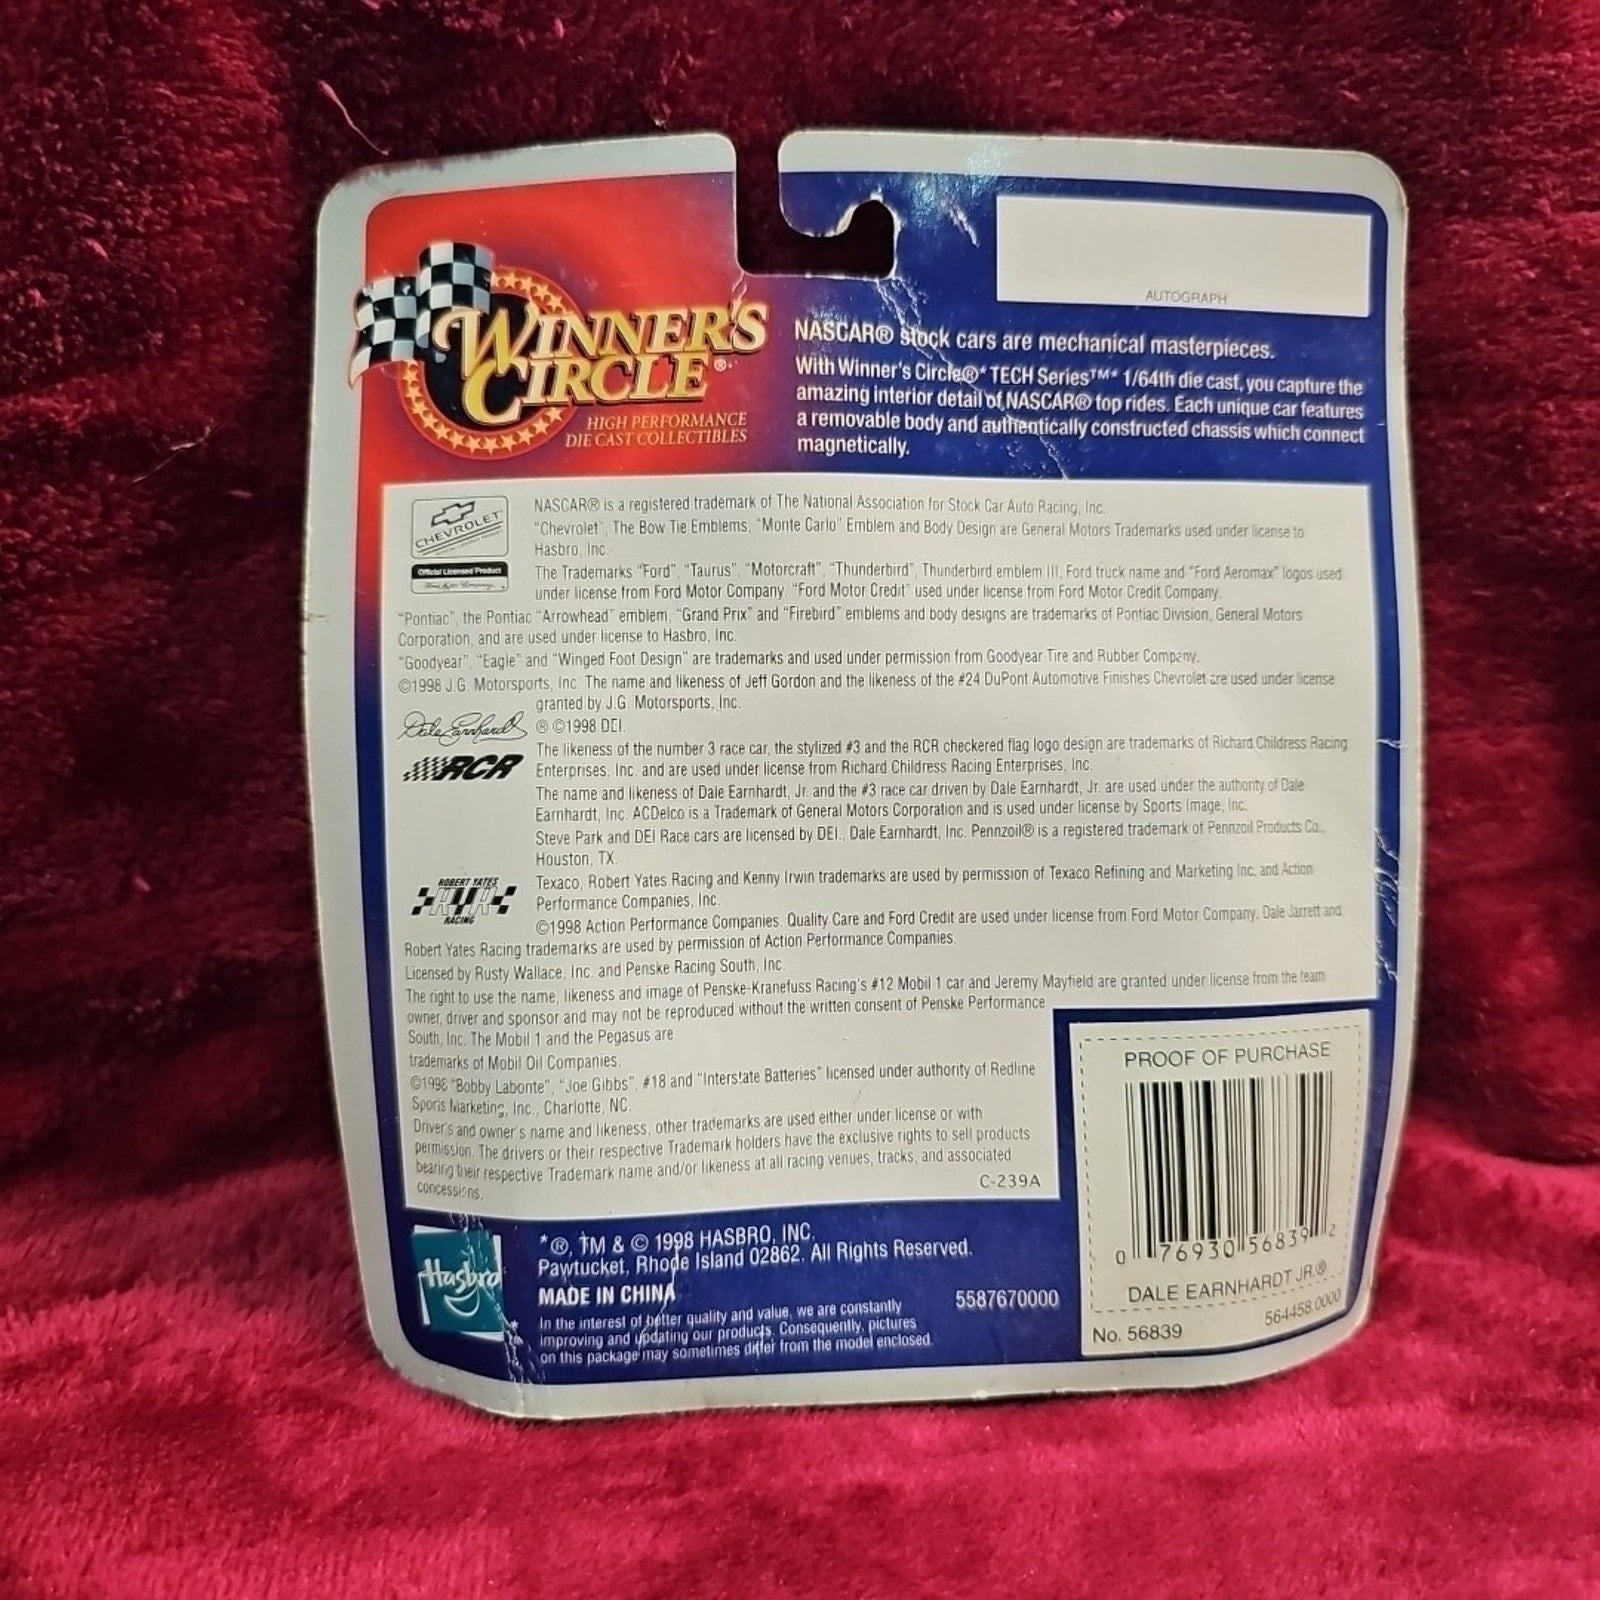 WINNER'S
CIRCLE®*
HIGH PERFORMANCE
DIE CAST COLLECTIBLES
AUTOGRAPH
NASCAR® stock cars are mechanical masterpieces.
With Winner's Circle®* TECH Series™* 1/64th die cast, you capture the
amazing interior detail of NASCAR® top rides. Each unique car features
a removable body and authentically constructed chassis which connect
magnetically.
CHEVROLET
NASCAR® is a registered trademark of The National Association for Stock Car Auto Racing, Inc.
"Chevrolet", The Bow Tie Emblems, "Monte Carlo" Emblem and Body Design are General Motors Trademarks used under license to
Hasbro, Inc.
Official Licensed Product
The Trademarks "Ford", "Taurus", "Motorcraft", "Thunderbird", Thunderbird emblem III, Ford truck name and "Ford Aeromax" logos used
under license from Ford Motor Company. "Ford Motor Credit" used under license from Ford Motor Credit Company.
"Pontiac", the Pontiac "Arrowhead" emblem, "Grand Prix" and "Firebird" emblems and body designs are trademarks of Pontiac Division, General Motors
Corporation, and are used under license to Hasbro, Inc.
"Goodyear", "Eagle" and "Winged Foot Design" are trademarks and used under permission from Goodyear Tire and Rubber Company.
©1998 J.G. Motorsports, Inc. The name and likeness of Jeff Gordon and the likeness of the #24 DuPont Automotive Finishes Chevrolet are used under license
granted by J.G. Motorsports, Inc.
Dale Earnhardt ® ©1998 DEI.
The likeness of the number 3 race car, the stylized #3 and the RCR checkered flag logo design are trademarks of Richard Childress Racing
RCR Enterprises, Inc. and are used under license from Richard Childress Racing Enterprises, Inc.
The name and likeness of Dale Earnhardt, Jr. and the #3 race car driven by Dale Earnhardt, Jr. are used under the authority of Dale
Earnhardt, Inc. ACDelco is a Trademark of General Motors Corporation and is used under license by Sports Image, Inc.
Steve Park and DEI Race cars are licensed by DEI., Dale Earnhardt, Inc. Pennzoil® is a registered trademark of Pennzoil Products Co.,
Houston, TX.
ROBERT YATES
RYR
RACING
Texaco, Robert Yates Racing and Kenny Irwin trademarks are used by permission of Texaco Refining and Marketing Inc. and Action
Performance Companies, Inc.
©1998 Action Performance Companies. Quality Care and Ford Credit are used under license from Ford Motor Company. Dale Jarrett and
Robert Yates Racing trademarks are used by permission of Action Performance Companies.
Licensed by Rusty Wallace, Inc. and Penske Racing South, Inc.
The right to use the name, likeness and image of Penske-Kranefuss Racing's #12 Mobil 1 car and Jeremy Mayfield are granted under license from the team
owner, driver and sponsor and may not be reproduced without the written consent of Penske Performance
South, Inc. The Mobil 1 and the Pegasus are
trademarks of Mobil Oil Companies.
©1998 "Bobby Labonte", "Joe Gibbs", #18 and "Interstate Batteries" licensed under authority of Redline
Sports Marketing, Inc., Charlotte, NC.
Driver's and owner's name and likeness, other trademarks are used either under license or with
permission. The drivers or their respective Trademark holders have the exclusive rights to sell products
bearing their respective Trademark name and/or likeness at all racing venues, tracks, and associated
concessions.
C-239A
Hasbro
*®, TM & © 1998 HASBRO, INC.
Pawtucket, Rhode Island 02862. All Rights Reserved.
MADE IN CHINA
5587670000
In the interest of better quality and value, we are constantly
improving and updating our products. Consequently, pictures
on this package may sometimes differ from the model enclosed.
PROOF OF PURCHASE
0 76930 56839 2
DALE EARNHARDT JR.®
564458.0000
No. 56839